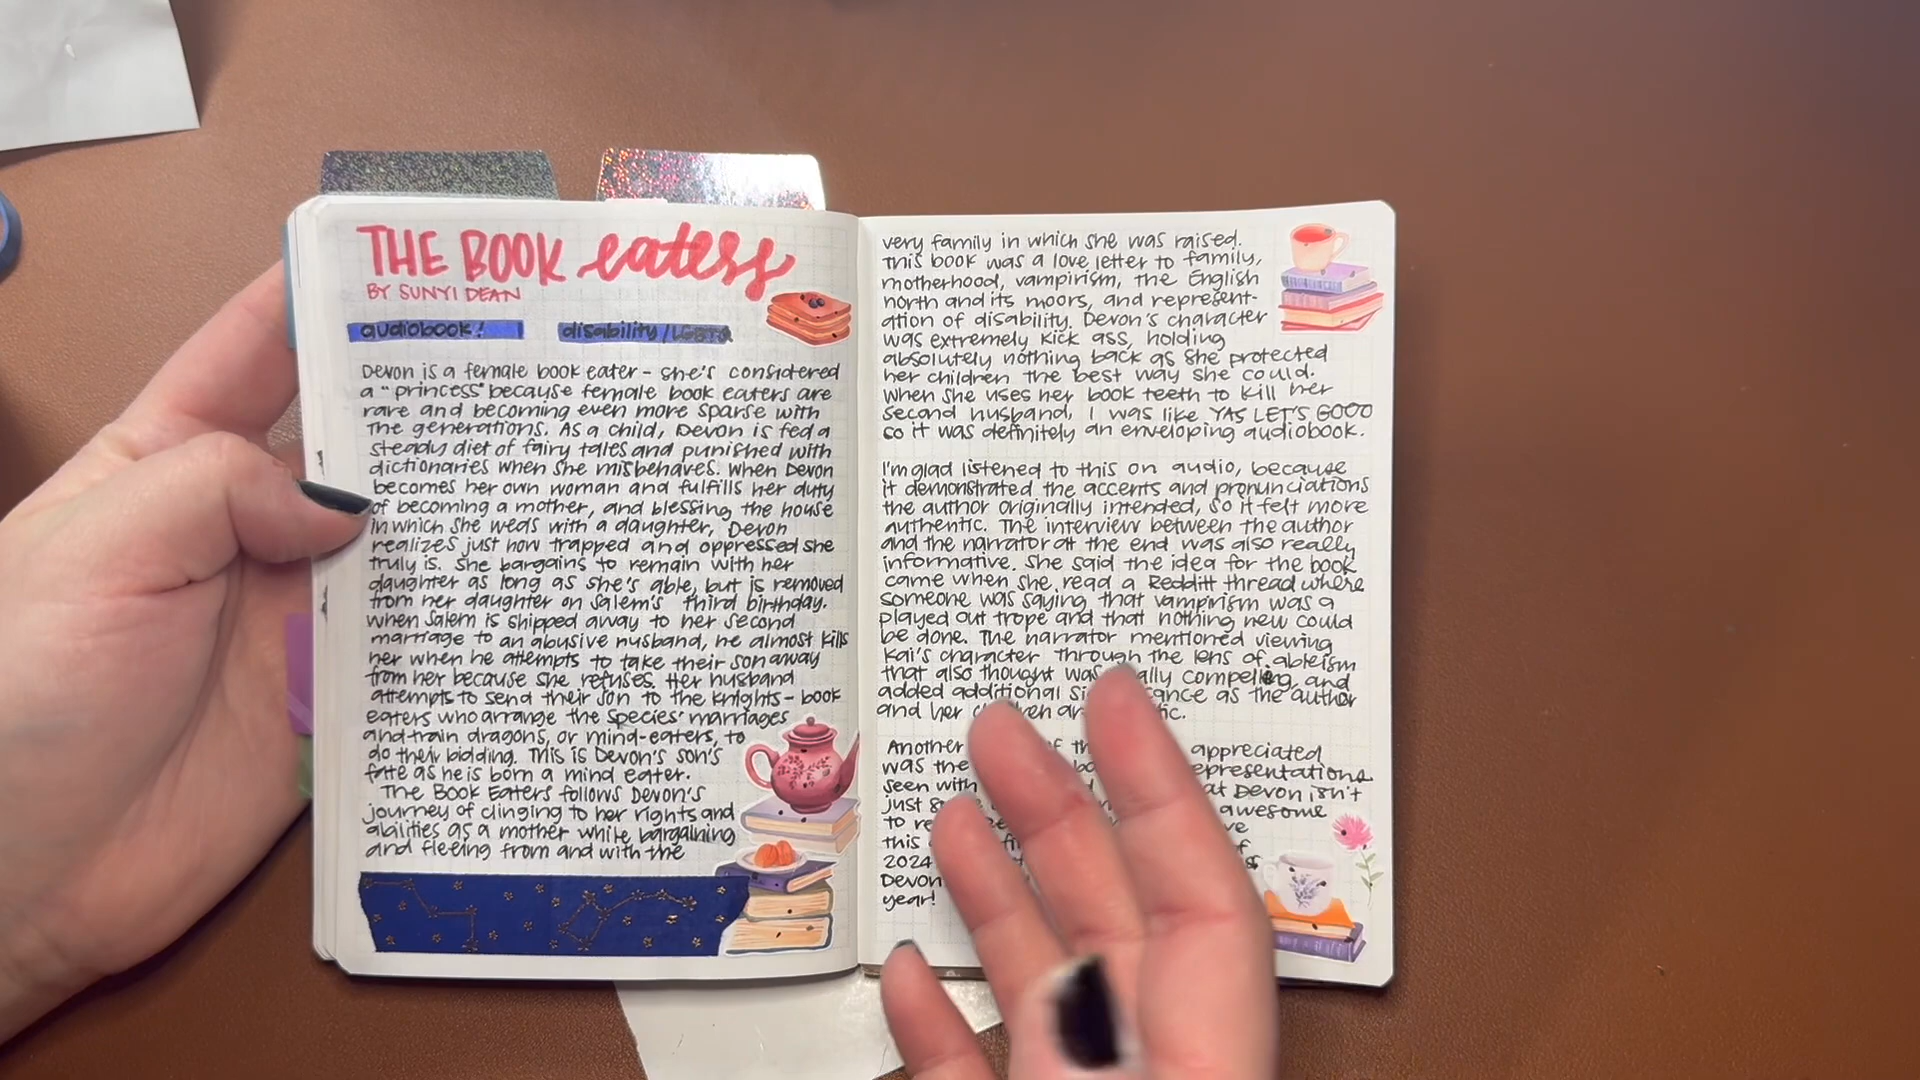 THE BOOK eaters
BY SUNYI DEAN
audiobook!
disability/LGBTQ
Devon is a female book eater - she's considered
a "princess" because female book eaters are
rare and becoming even more sparse with
the generations. As a child, Devon is fed a
steady diet of fairy tales and punished with
dictionaries when she misbehaves. When Devon
becomes her own woman and fulfills her duty
of becoming a mother, and blessing the house
in which she weds with a daughter, Devon
realizes just how trapped and oppressed she
truly is. She bargains to remain with her
daughter as long as she's able, but is removed
from her daughter on Salem's third birthday.
When Salem is shipped away to her second
marriage to an abusive husband, he almost kills
her when he attempts to take their son away
from her because she refuses. Her husband
attempts to send their son to the knights - book
eaters who arrange the species' marriages
and train dragons, or mind-eaters, to
do their bidding. This is Devon's son's
fate as he is born a mind eater.
The Book Eaters follows Devon's
journey of clinging to her rights and
abilities as a mother while bargaining
and fleeing from and with the
very family in which she was raised.
This book was a love letter to family,
motherhood, vampirism, the English
north and its moors, and represent-
ation of disability. Devon's character
was extremely kick ass, holding
absolutely nothing back as she protected
her children the best way she could.
When she uses her book teeth to kill her
second husband, I was like YAS LET'S GOOO
so it was definitely an enveloping audiobook.
I'm glad listened to this on audio, because
it demonstrated the accents and pronunciations
the author originally intended, so it felt more
authentic. The interview between the author
and the narrator at the end was also really
informative. She said the idea for the book
came when she read a Redditt thread where
someone was saying that vampirism was a
played out trope and that nothing new could
be done. The narrator mentioned viewing
Kai's character through the lens of ableism
that also thought was compelling, and
added additional as the author
and her
Another of appreciated
was the representations
seen with at Devon isn't
just awesome
to
this
2024
Devon
year!